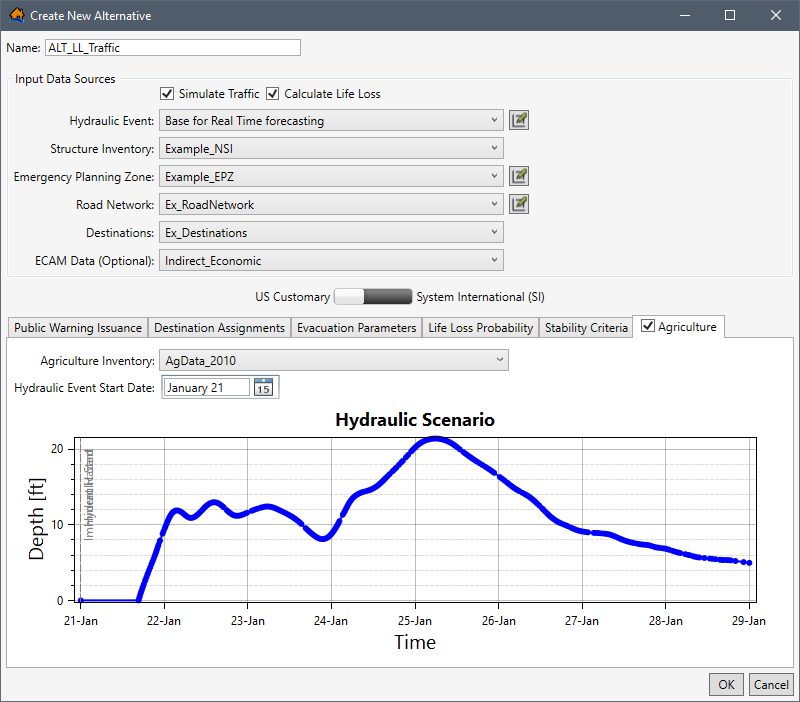 Create New Alternative
Name: ALT_LL_Traffic
Input Data Sources
Simulate Traffic Calculate Life Loss
Hydraulic Event: Base for Real Time forecasting
Structure Inventory: Example_NSI
Emergency Planning Zone: Example_EPZ
Road Network: Ex_RoadNetwork
Destinations: Ex_Destinations
ECAM Data (Optional): Indirect_Economic
US Customary System International (SI)
Public Warning Issuance Destination Assignments Evacuation Parameters Life Loss Probability Stability Criteria Agriculture
Agriculture Inventory: AgData_2010
Hydraulic Event Start Date: January 21 15
Hydraulic Scenario
Depth [ft]
20
10
0
21-Jan 22-Jan 23-Jan 24-Jan 25-Jan 26-Jan 27-Jan 28-Jan 29-Jan
Time
OK Cancel